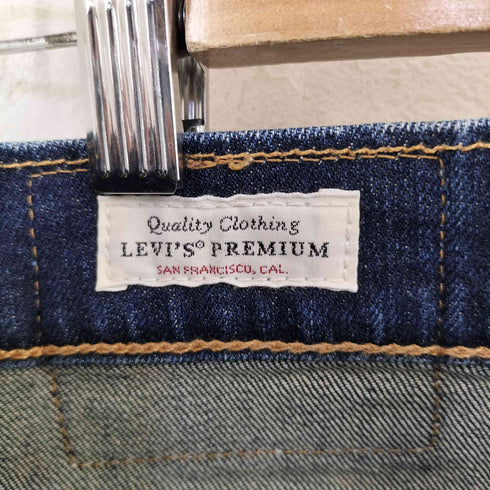 Quality Clothing
LEVI'S® PREMIUM
SAN FRANCISCO, CAL.